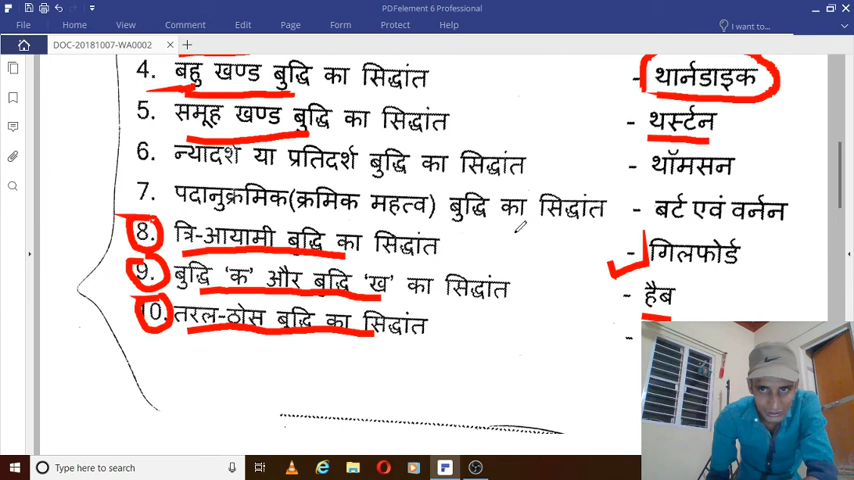 PDFelement 6 Professional
File
Home
View
Comment
Edit
Page
Forms
Protect
Help
I want to...
DOC-20181007-WA0002
4. बहु खण्ड बुद्धि का सिद्धांत - थार्नडाइक
5. समूह खण्ड बुद्धि का सिद्धांत - थर्स्टन
6. न्यादर्श या प्रतिदर्श बुद्धि का सिद्धांत - थॉमसन
7. पदानुक्रमिक(क्रमिक महत्व) बुद्धि का सिद्धांत - बर्ट एवं वर्नन
8. त्रि-आयामी बुद्धि का सिद्धांत - गिलफोर्ड
9. बुद्धि 'क' और बुद्धि 'ख' का सिद्धांत - हैब
10. तरल-ठोस बुद्धि का सिद्धांत -
Type here to search